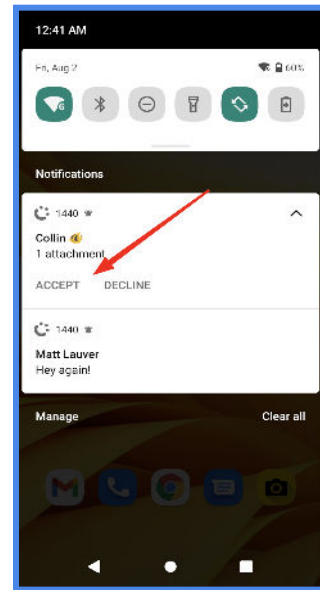 12:41 AM
Fri, Aug 2
60%
6
Notifications
1440
Collin
1 attachment
ACCEPT DECLINE
1440
Matt Lauver
Hey again!
Manage Clear all